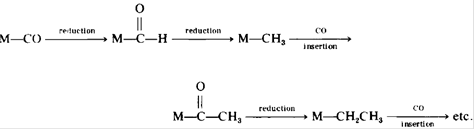 O
M—CO reduction M—C—H reduction M—CH₃ CO insertion
O
M—C—CH₃ reduction M—CH₂CH₃ CO insertion etc.